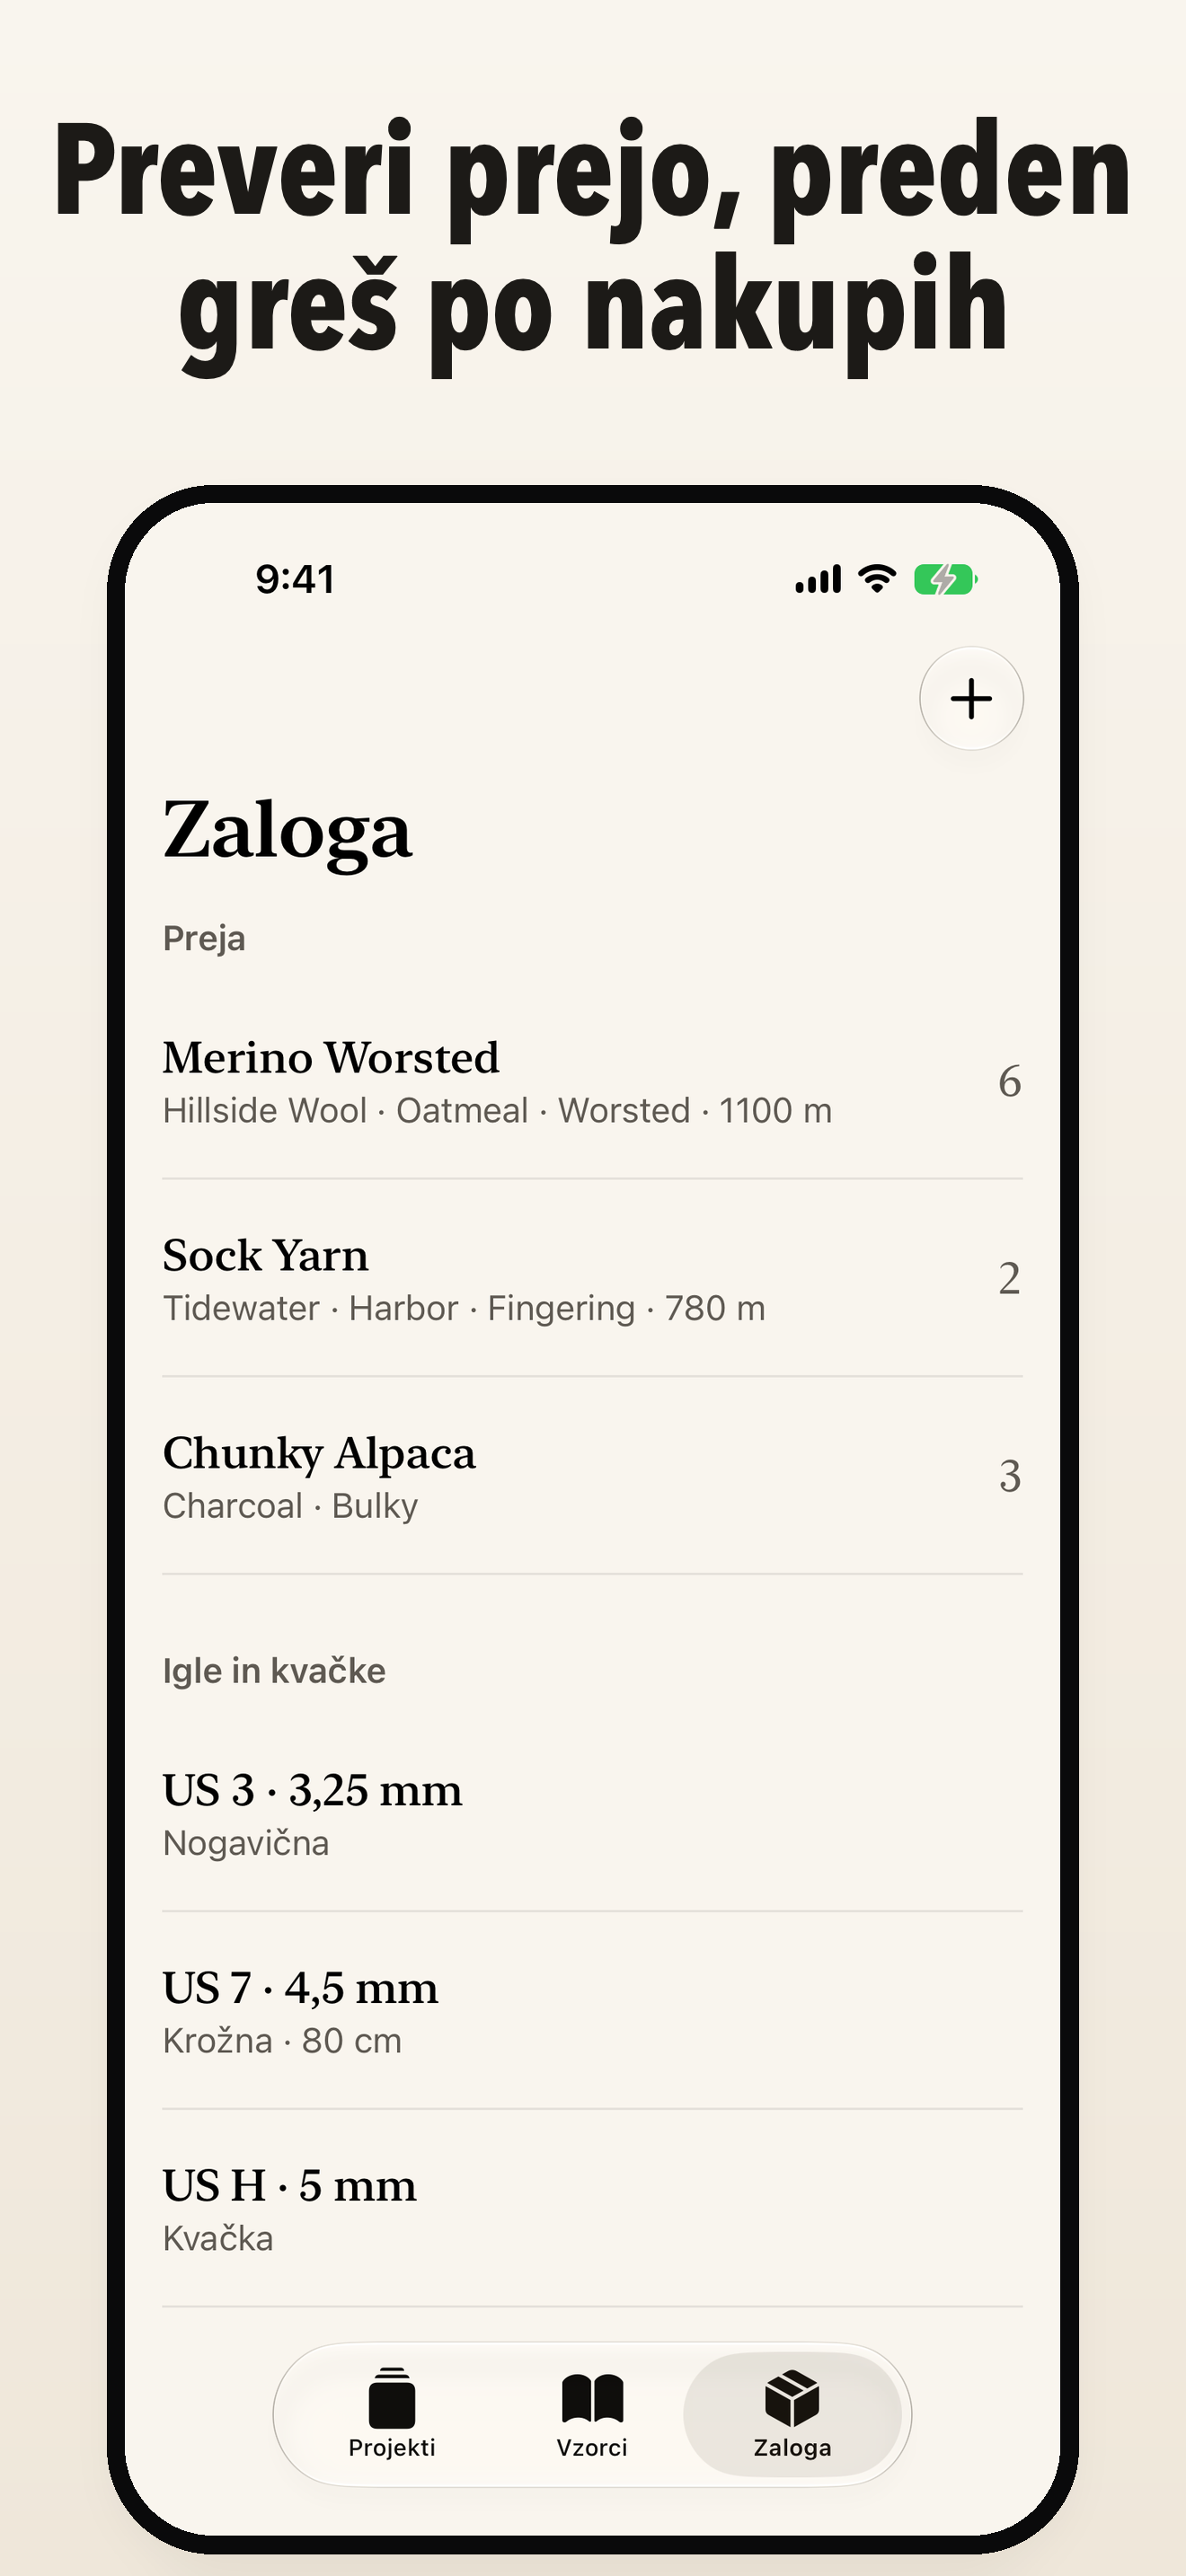 Preveri prejo, preden
greš po nakupih
9:41
Zaloga
Preja
Merino Worsted
Hillside Wool · Oatmeal · Worsted · 1100 m
6
Sock Yarn
Tidewater · Harbor · Fingering · 780 m
2
Chunky Alpaca
Charcoal · Bulky
3
Igle in kvačke
US 3 · 3,25 mm
Nogavična
US 7 · 4,5 mm
Krožna · 80 cm
US H · 5 mm
Kvačka
Projekti
Vzorci
Zaloga